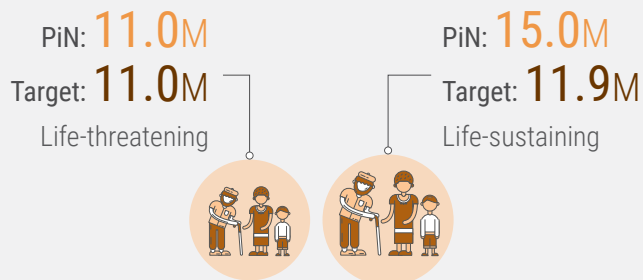 PiN: 11.0M
Target: 11.0M
Life-threatening
PiN: 15.0M
Target: 11.9M
Life-sustaining